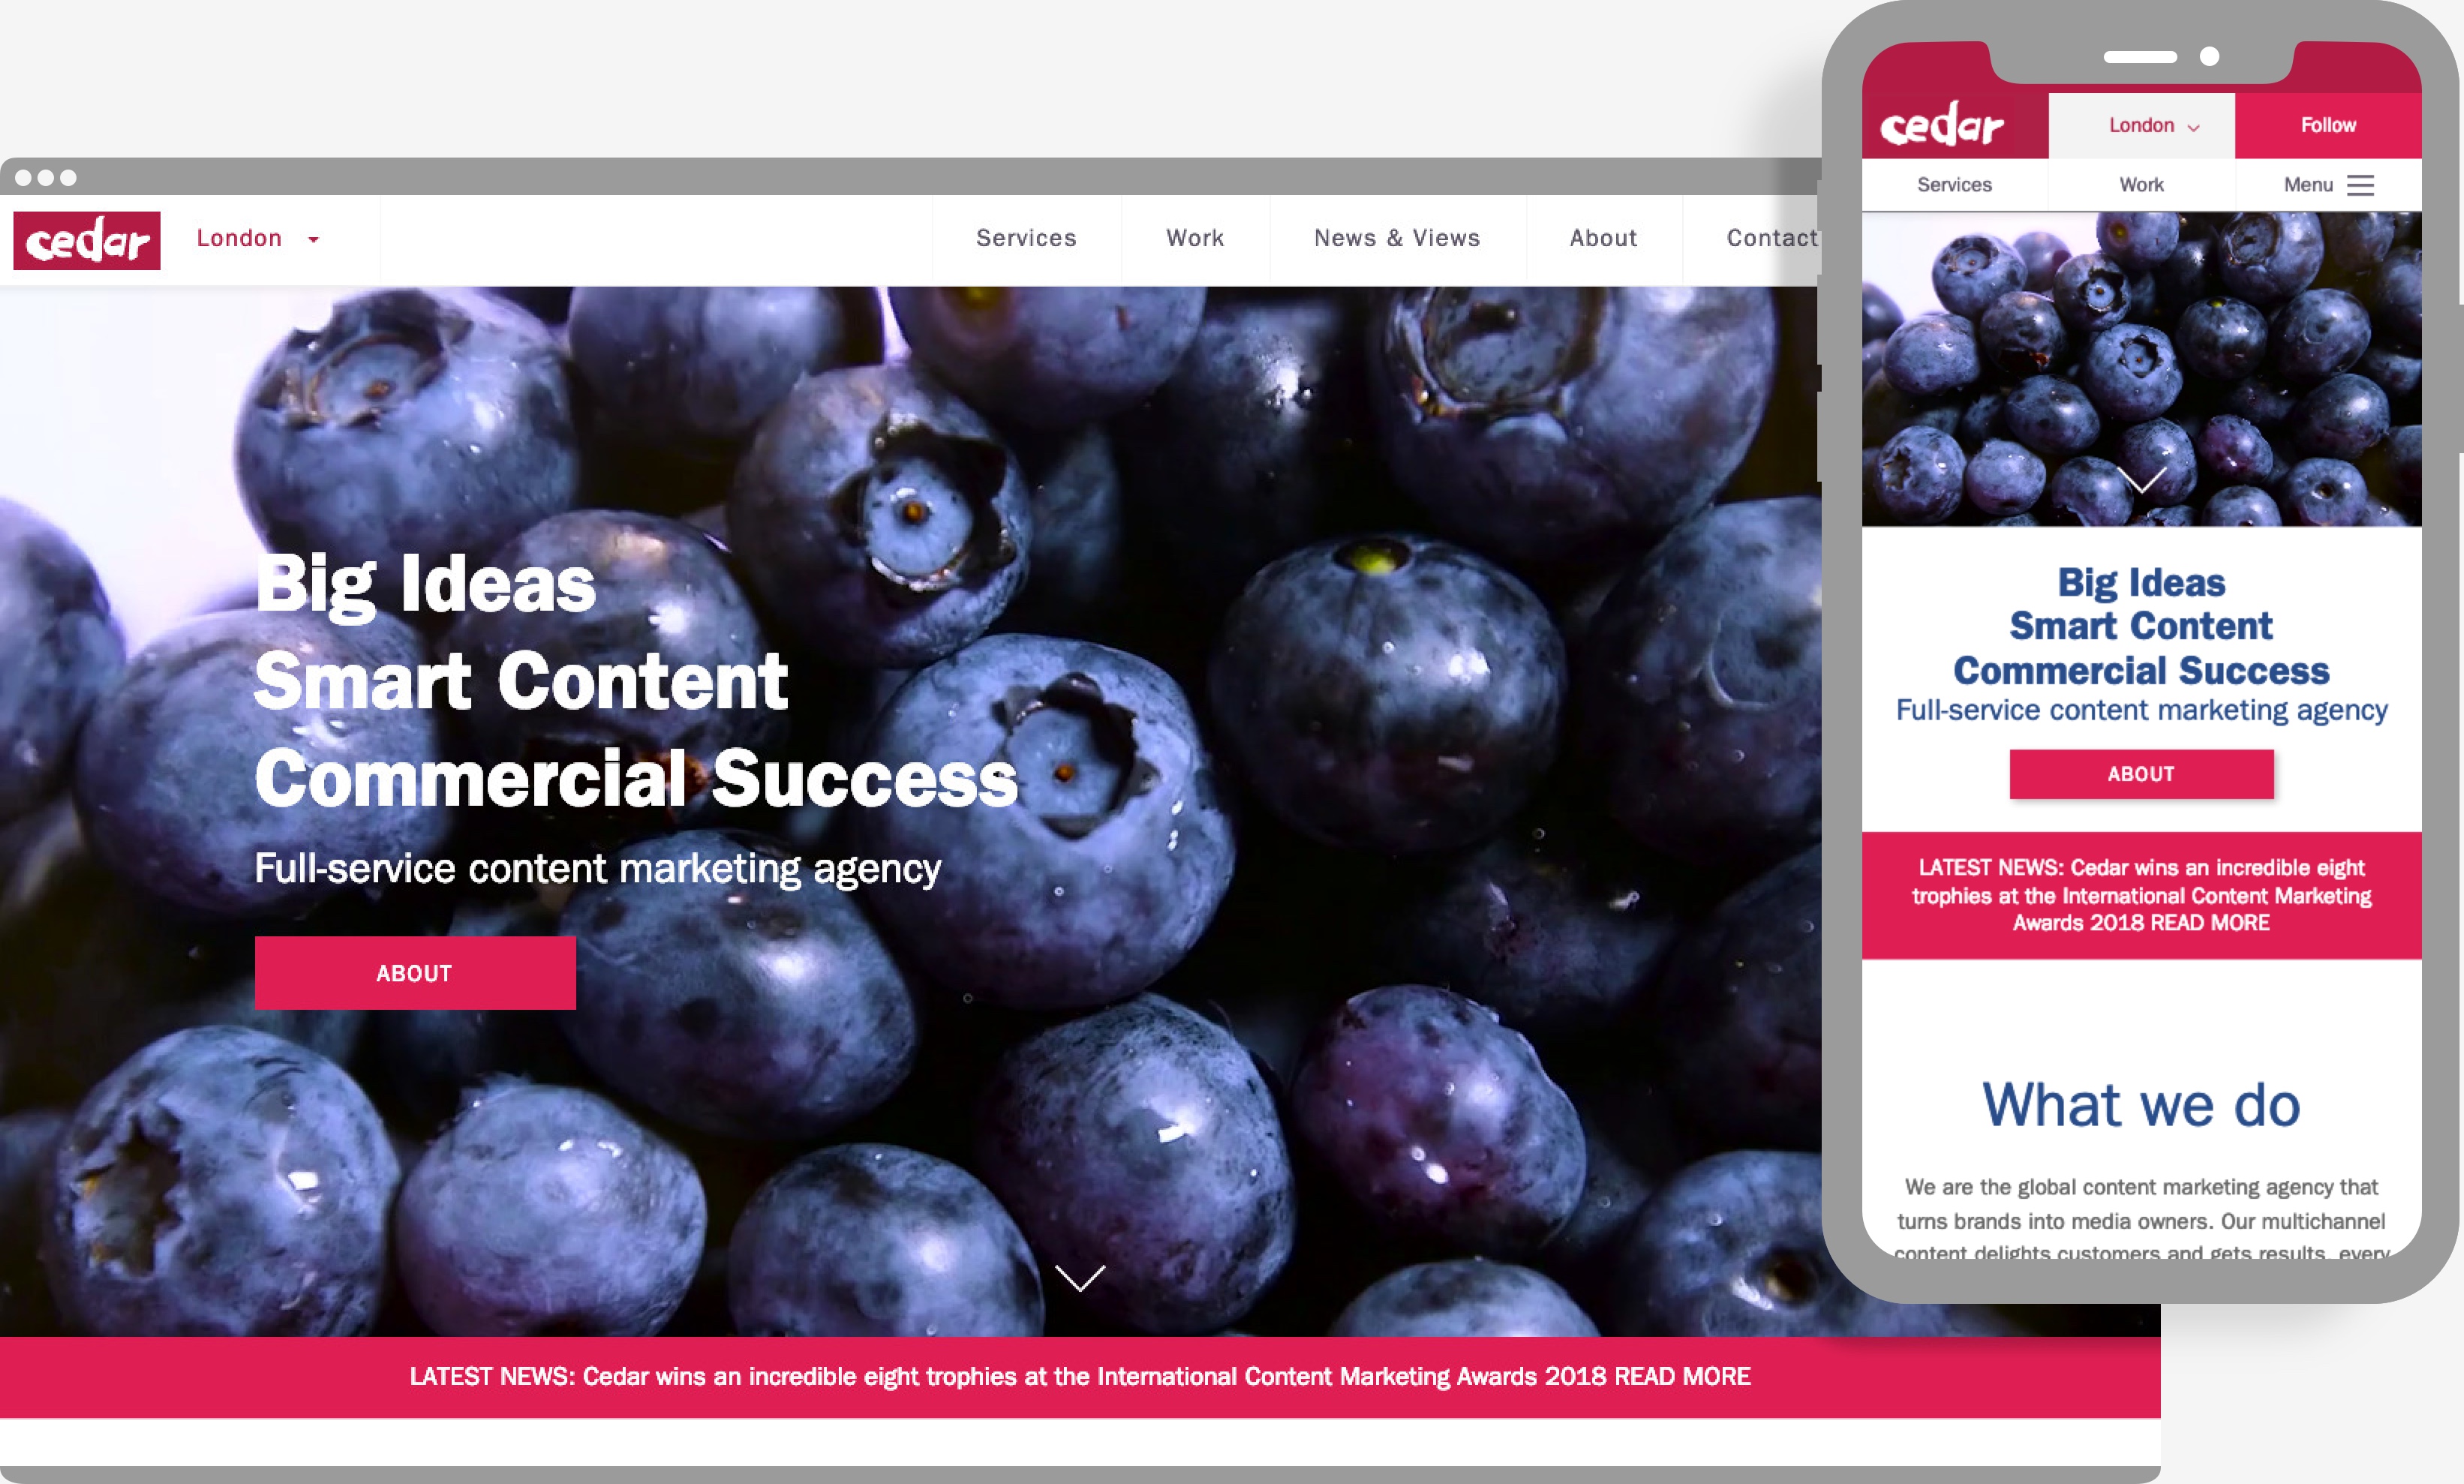 cedar
London
Services
Work
News & Views
About
Contact
Big Ideas
Smart Content
Commercial Success
Full-service content marketing agency
ABOUT
LATEST NEWS: Cedar wins an incredible eight trophies at the International Content Marketing Awards 2018 READ MORE
cedar
London
Follow
Services
Work
Menu
Big Ideas
Smart Content
Commercial Success
Full-service content marketing agency
ABOUT
LATEST NEWS: Cedar wins an incredible eight
trophies at the International Content Marketing
Awards 2018 READ MORE
What we do
We are the global content marketing agency that
turns brands into media owners. Our multichannel
content delights customers and gets results, every